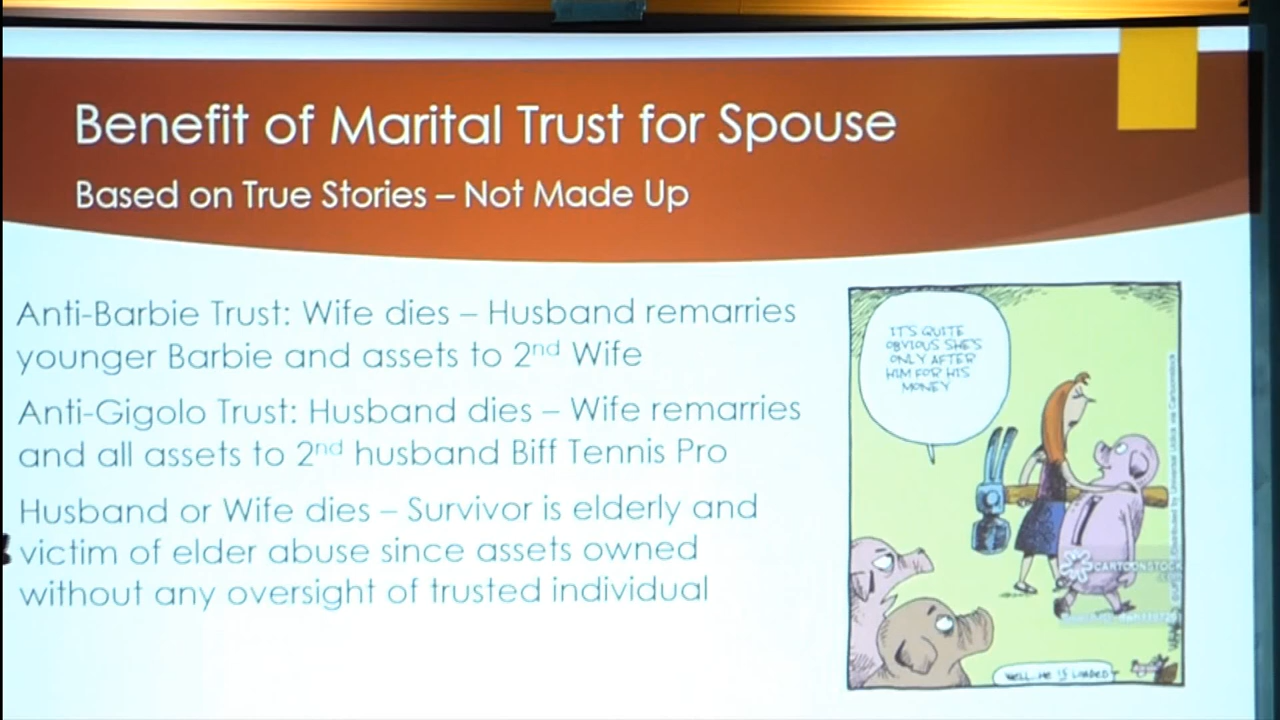 Benefit of Marital Trust for Spouse
Based on True Stories – Not Made Up
Anti-Barbie Trust: Wife dies – Husband remarries
younger Barbie and assets to 2nd Wife
Anti-Gigolo Trust: Husband dies – Wife remarries
and all assets to 2nd husband Biff Tennis Pro
Husband or Wife dies – Survivor is elderly and
victim of elder abuse since assets owned
without any oversight of trusted individual
IT'S QUITE
OBVIOUS SHE'S
ONLY AFTER
HIM FOR HIS
MONEY
CARTOONSTOCK
WELL HE IS LOADED